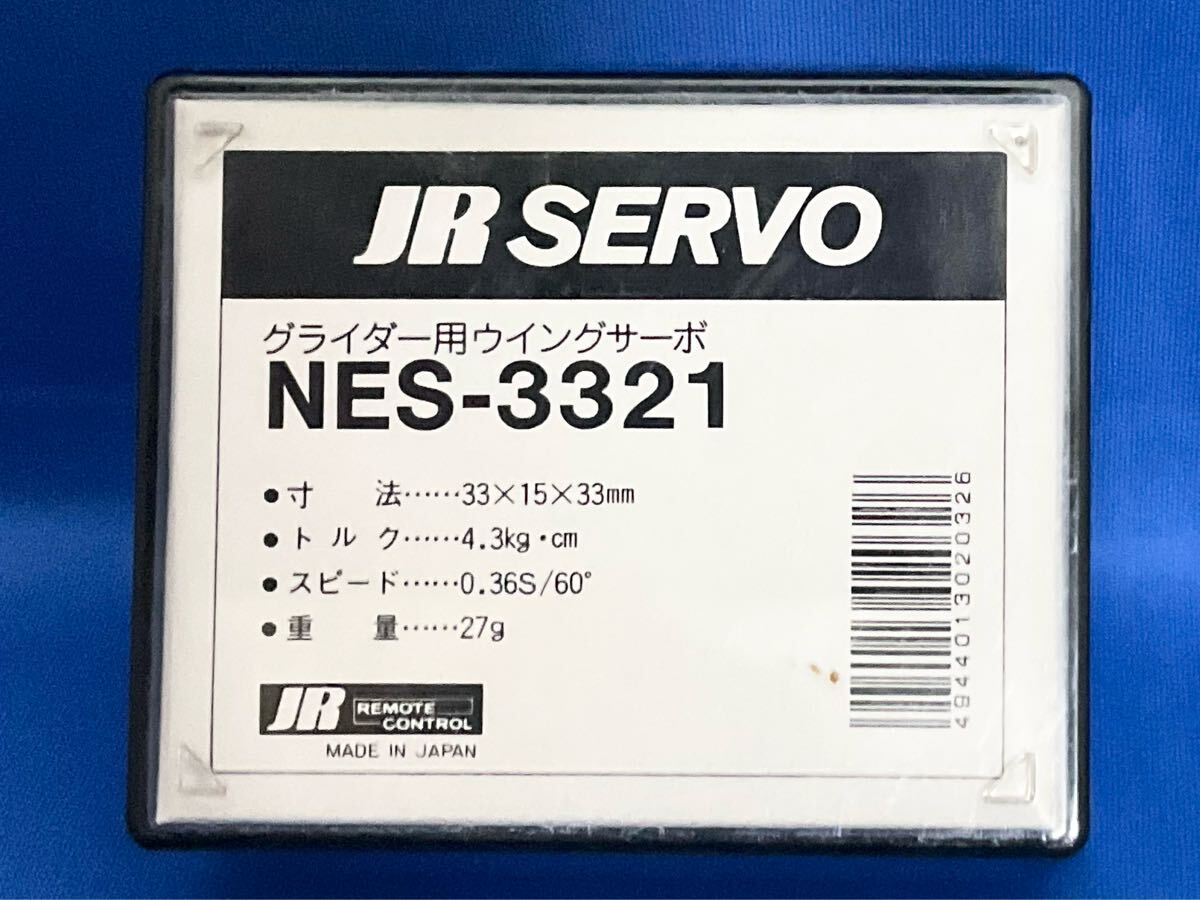 JR SERVO
グライダー用ウイングサーボ
NES-3321
●寸　法……33×15×33mm
●トルク……4.3kg・cm
●スピード……0.36S/60°
●重　量……27g
JR REMOTE CONTROL
MADE IN JAPAN
4944013020326